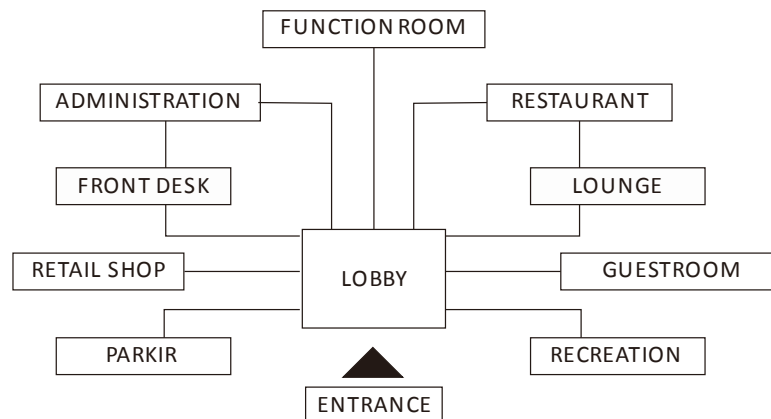 FUNCTION ROOM
ADMINISTRATION
RESTAURANT
FRONT DESK
LOUNGE
RETAIL SHOP
LOBBY
GUESTROOM
PARKIR
RECREATION
ENTRANCE